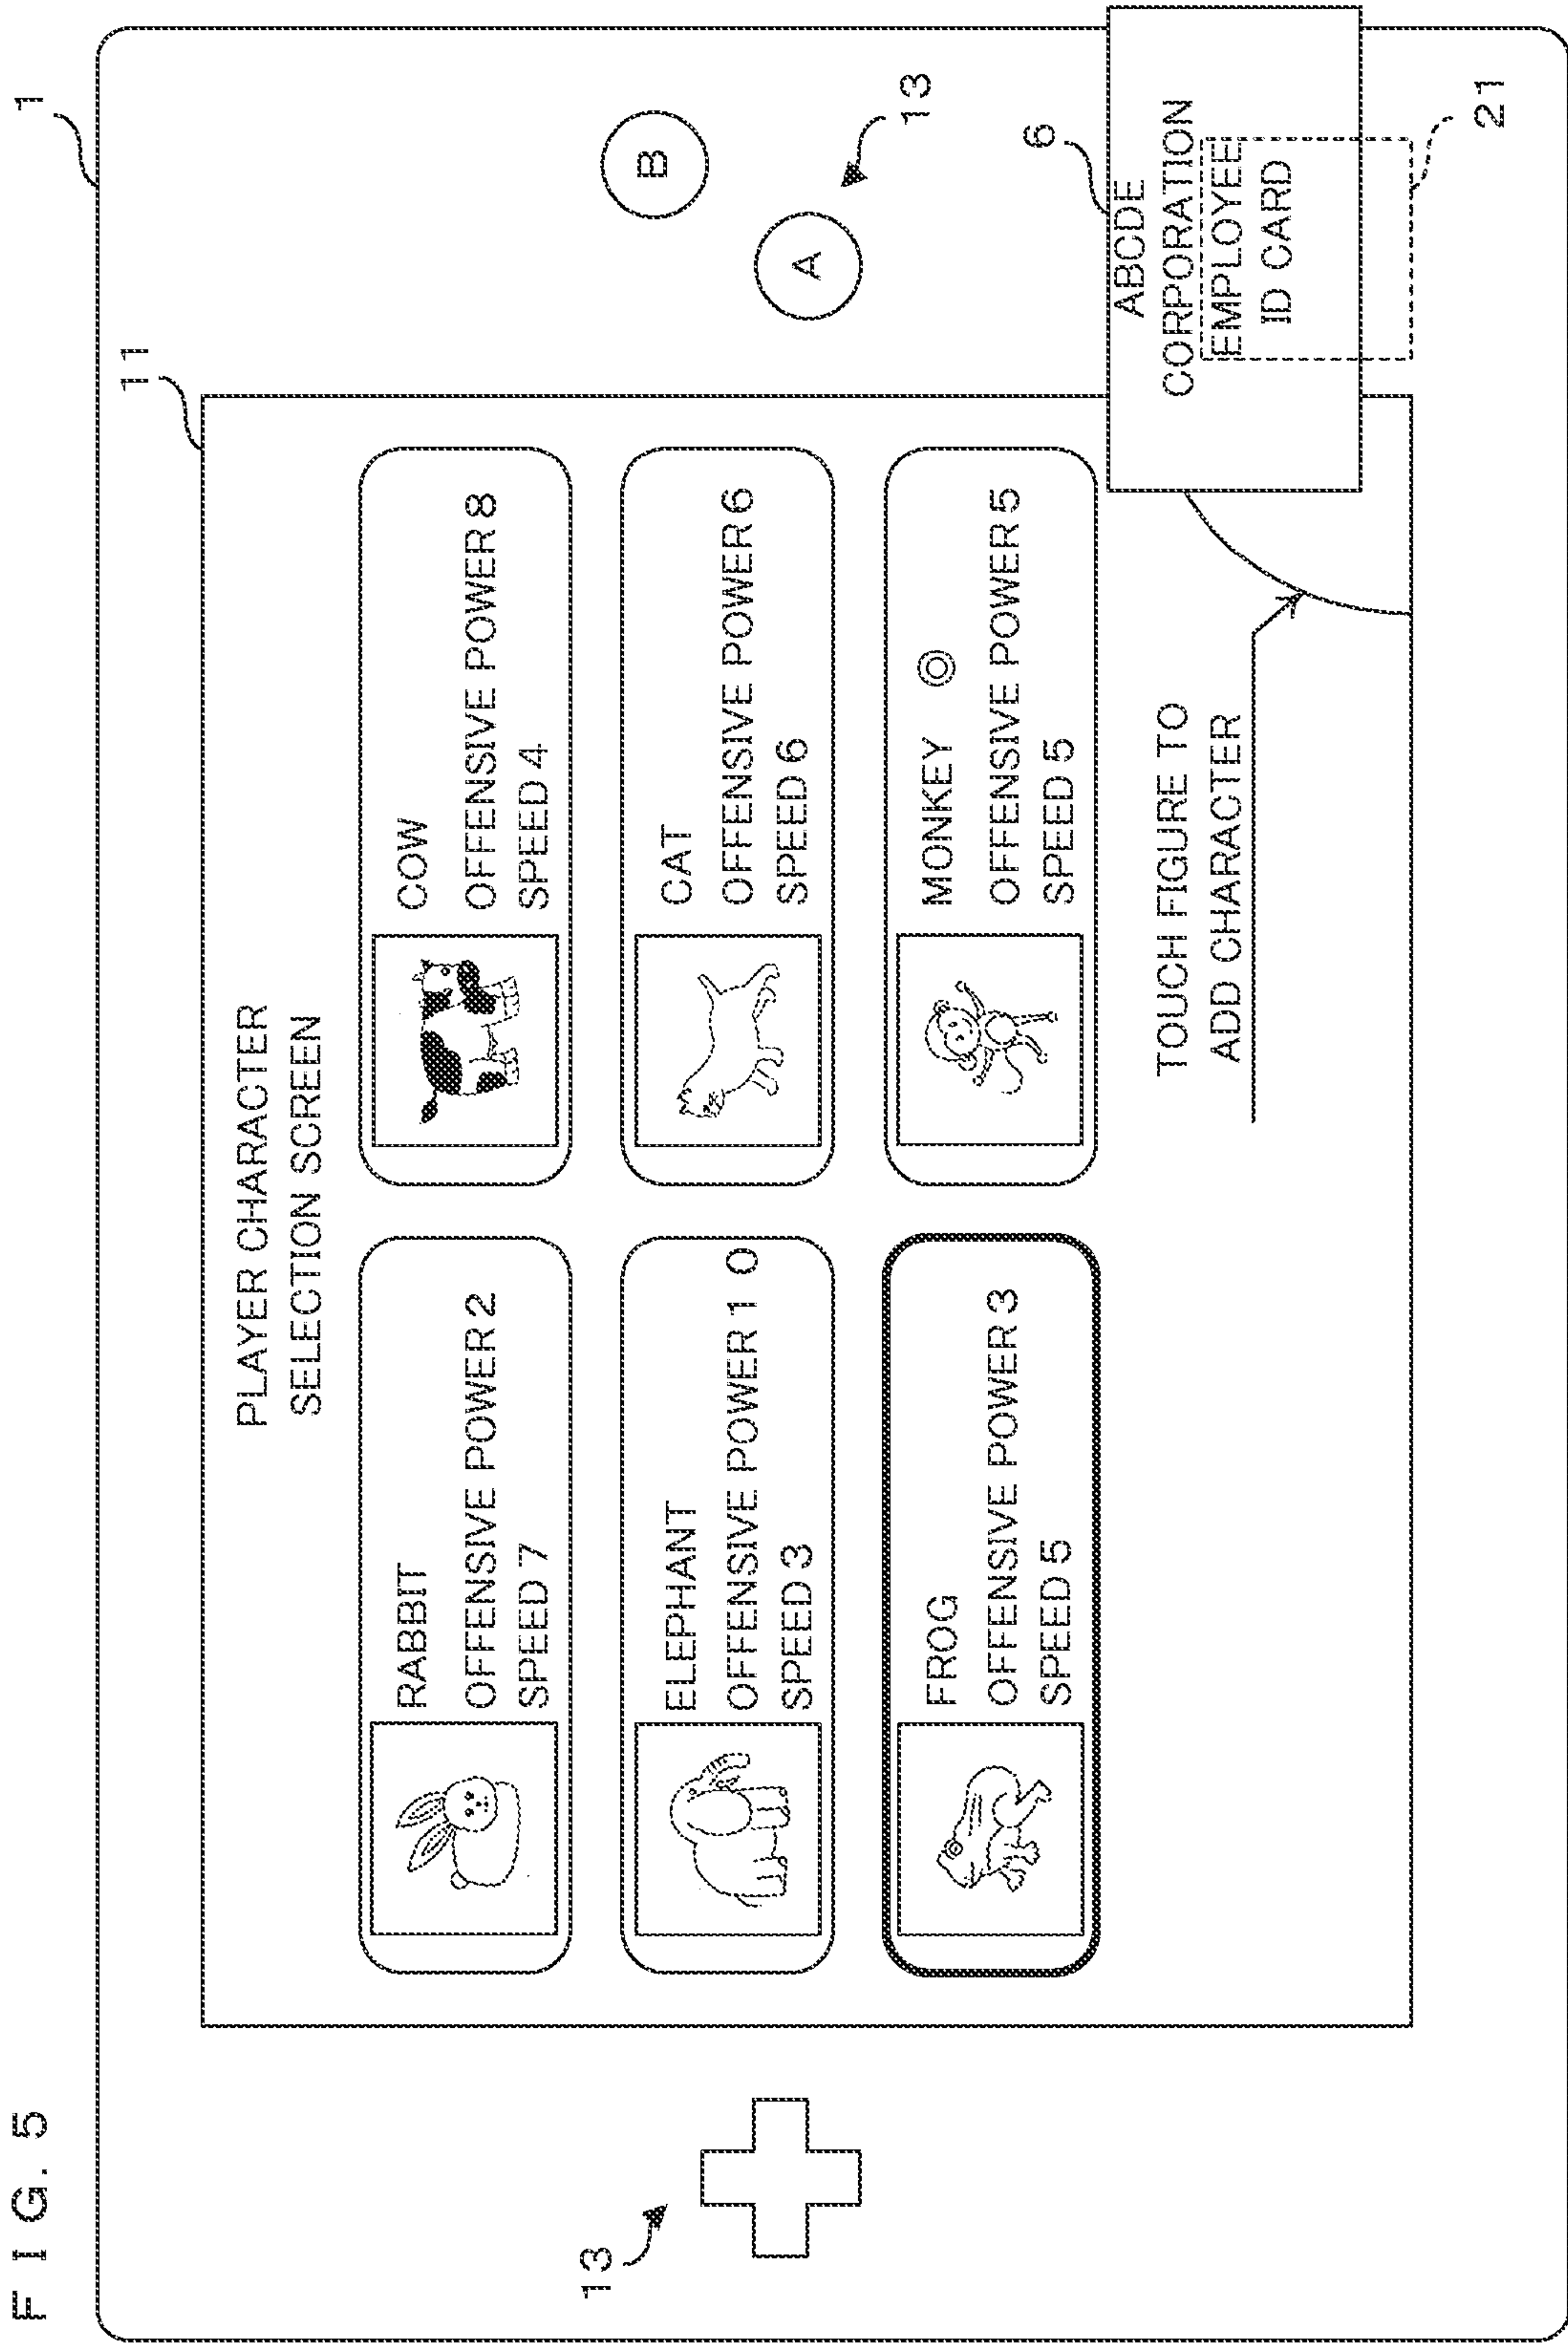 FIG. 5
1
11
PLAYER CHARACTER
SELECTION SCREEN
RABBIT
OFFENSIVE POWER 2
SPEED 7
COW
OFFENSIVE POWER 8
SPEED 4
ELEPHANT
OFFENSIVE POWER 10
SPEED 3
CAT
OFFENSIVE POWER 6
SPEED 6
FROG
OFFENSIVE POWER 3
SPEED 5
MONKEY ◎
OFFENSIVE POWER 5
SPEED 5
TOUCH FIGURE TO
ADD CHARACTER
13
B
A
13
6
ABCDE
CORPORATION
EMPLOYEE
ID CARD
21